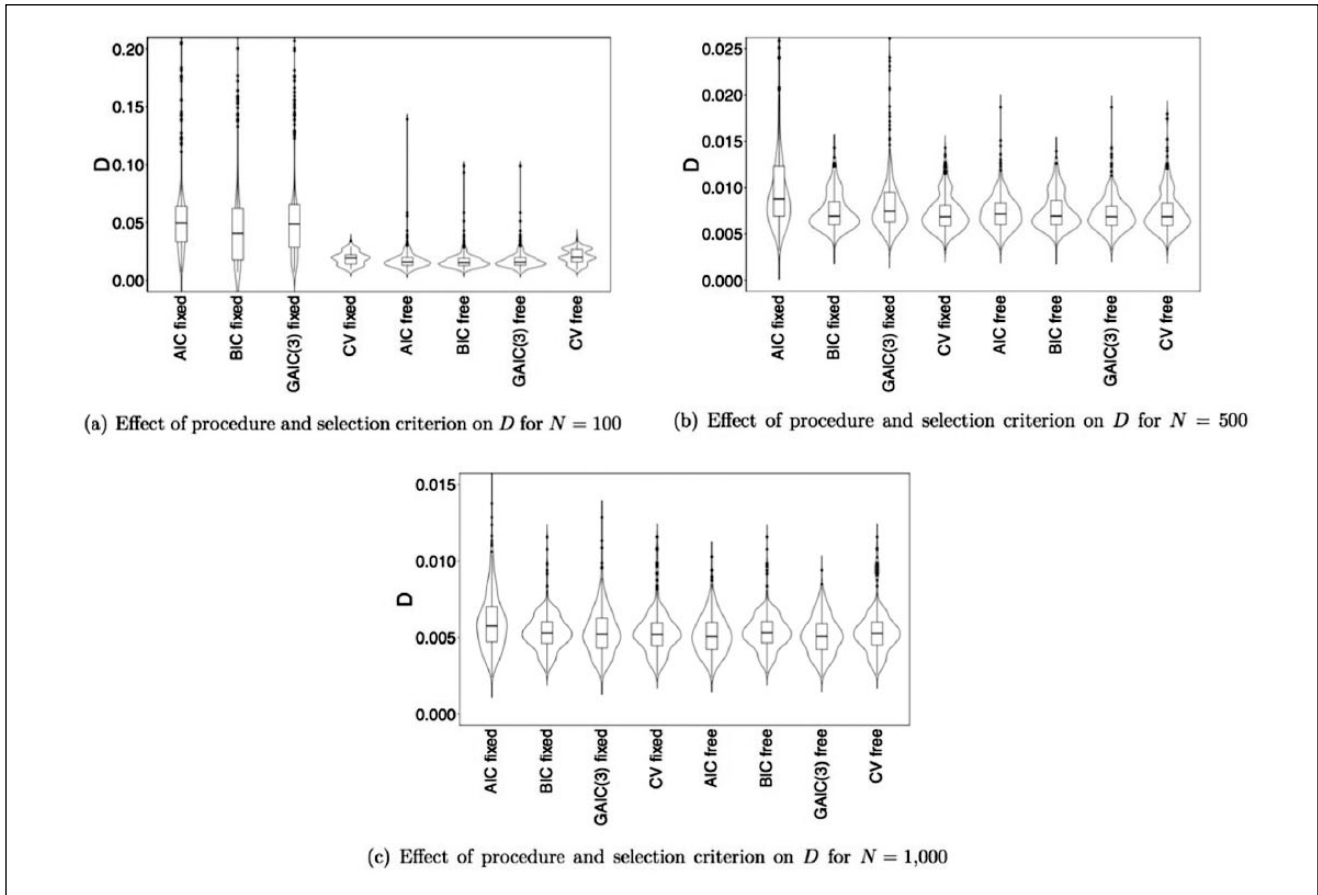 0.20
0.15
0.10
0.05
0.00
D
AIC fixed
BIC fixed
GAIC(3) fixed
CV fixed
AIC free
BIC free
GAIC(3) free
CV free
(a) Effect of procedure and selection criterion on D for N = 100
0.025
0.020
0.015
0.010
0.005
0.000
D
AIC fixed
BIC fixed
GAIC(3) fixed
CV fixed
AIC free
BIC free
GAIC(3) free
CV free
(b) Effect of procedure and selection criterion on D for N = 500
0.015
0.010
0.005
0.000
D
AIC fixed
BIC fixed
GAIC(3) fixed
CV fixed
AIC free
BIC free
GAIC(3) free
CV free
(c) Effect of procedure and selection criterion on D for N = 1,000